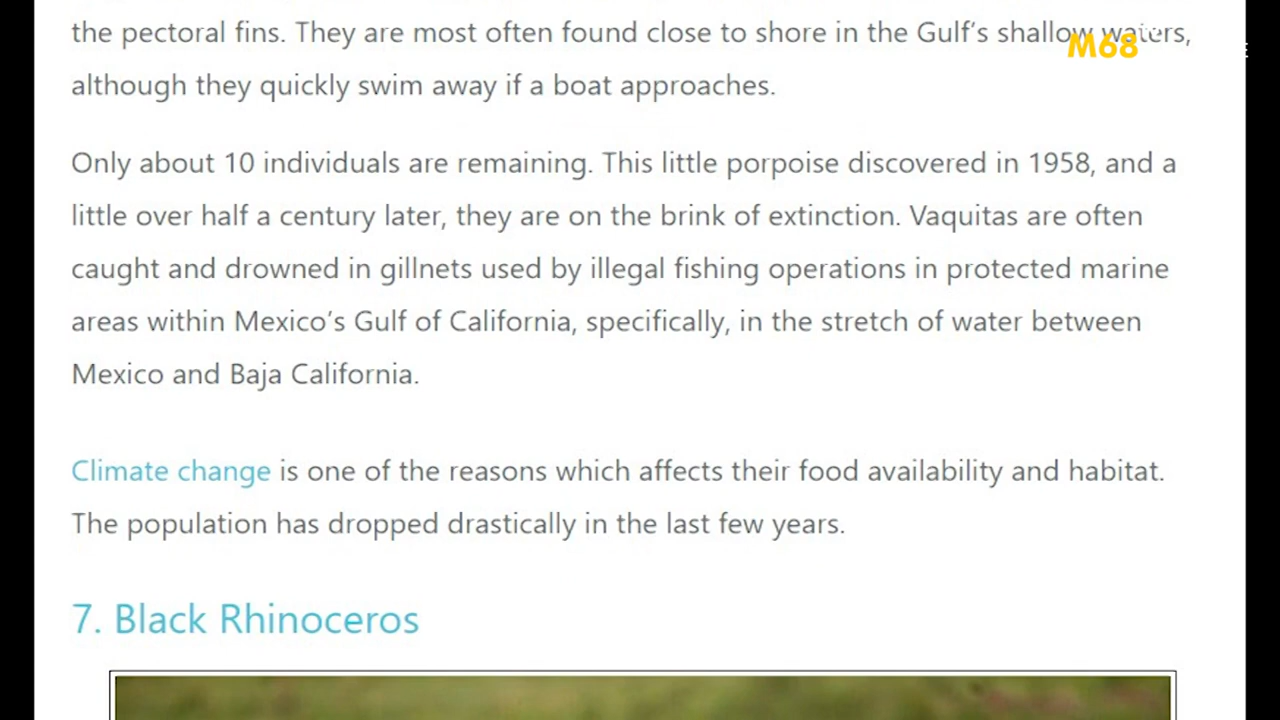 the pectoral fins. They are most often found close to shore in the Gulf's shallow waters,
M68
although they quickly swim away if a boat approaches.
Only about 10 individuals are remaining. This little porpoise discovered in 1958, and a
little over half a century later, they are on the brink of extinction. Vaquitas are often
caught and drowned in gillnets used by illegal fishing operations in protected marine
areas within Mexico's Gulf of California, specifically, in the stretch of water between
Mexico and Baja California.
Climate change is one of the reasons which affects their food availability and habitat.
The population has dropped drastically in the last few years.
7. Black Rhinoceros